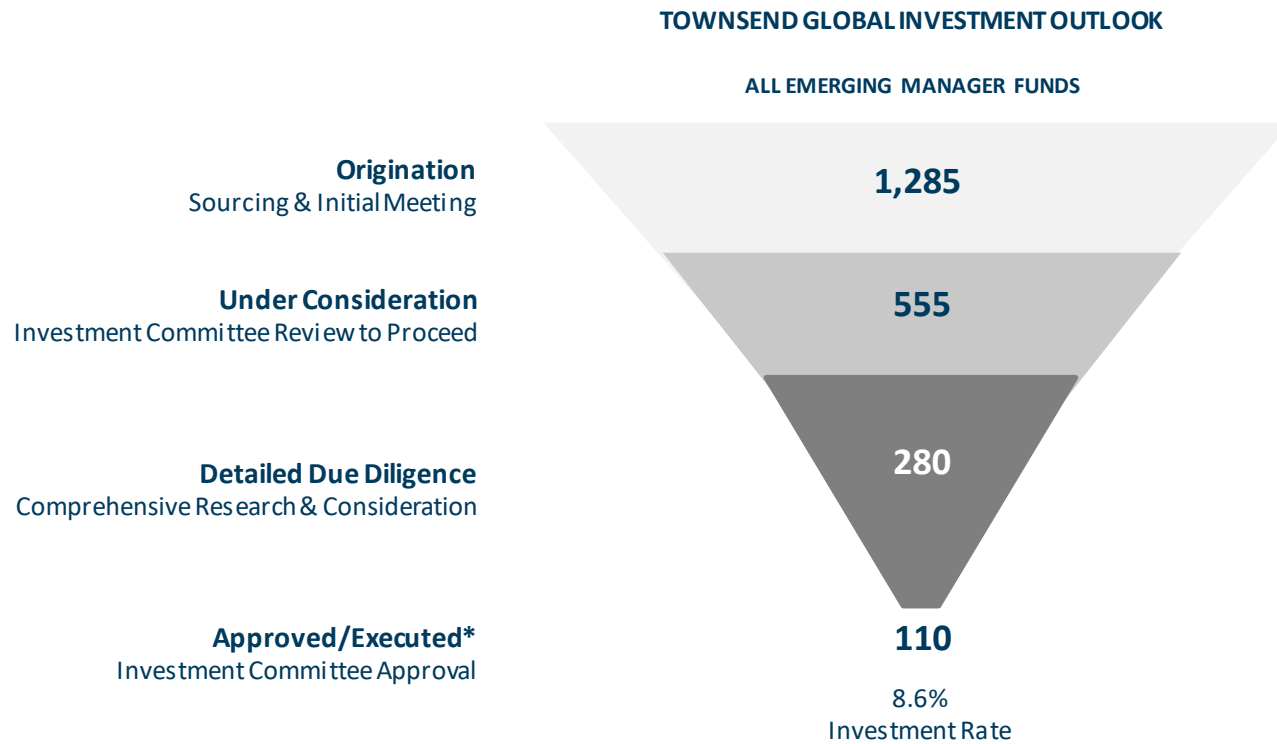 TOWNSEND GLOBAL INVESTMENT OUTLOOK
ALL EMERGING MANAGER FUNDS
Origination
Sourcing & Initial Meeting
1,285
Under Consideration
Investment Committee Review to Proceed
555
Detailed Due Diligence
Comprehensive Research & Consideration
280
Approved/Executed*
Investment Committee Approval
110
8.6%
Investment Rate